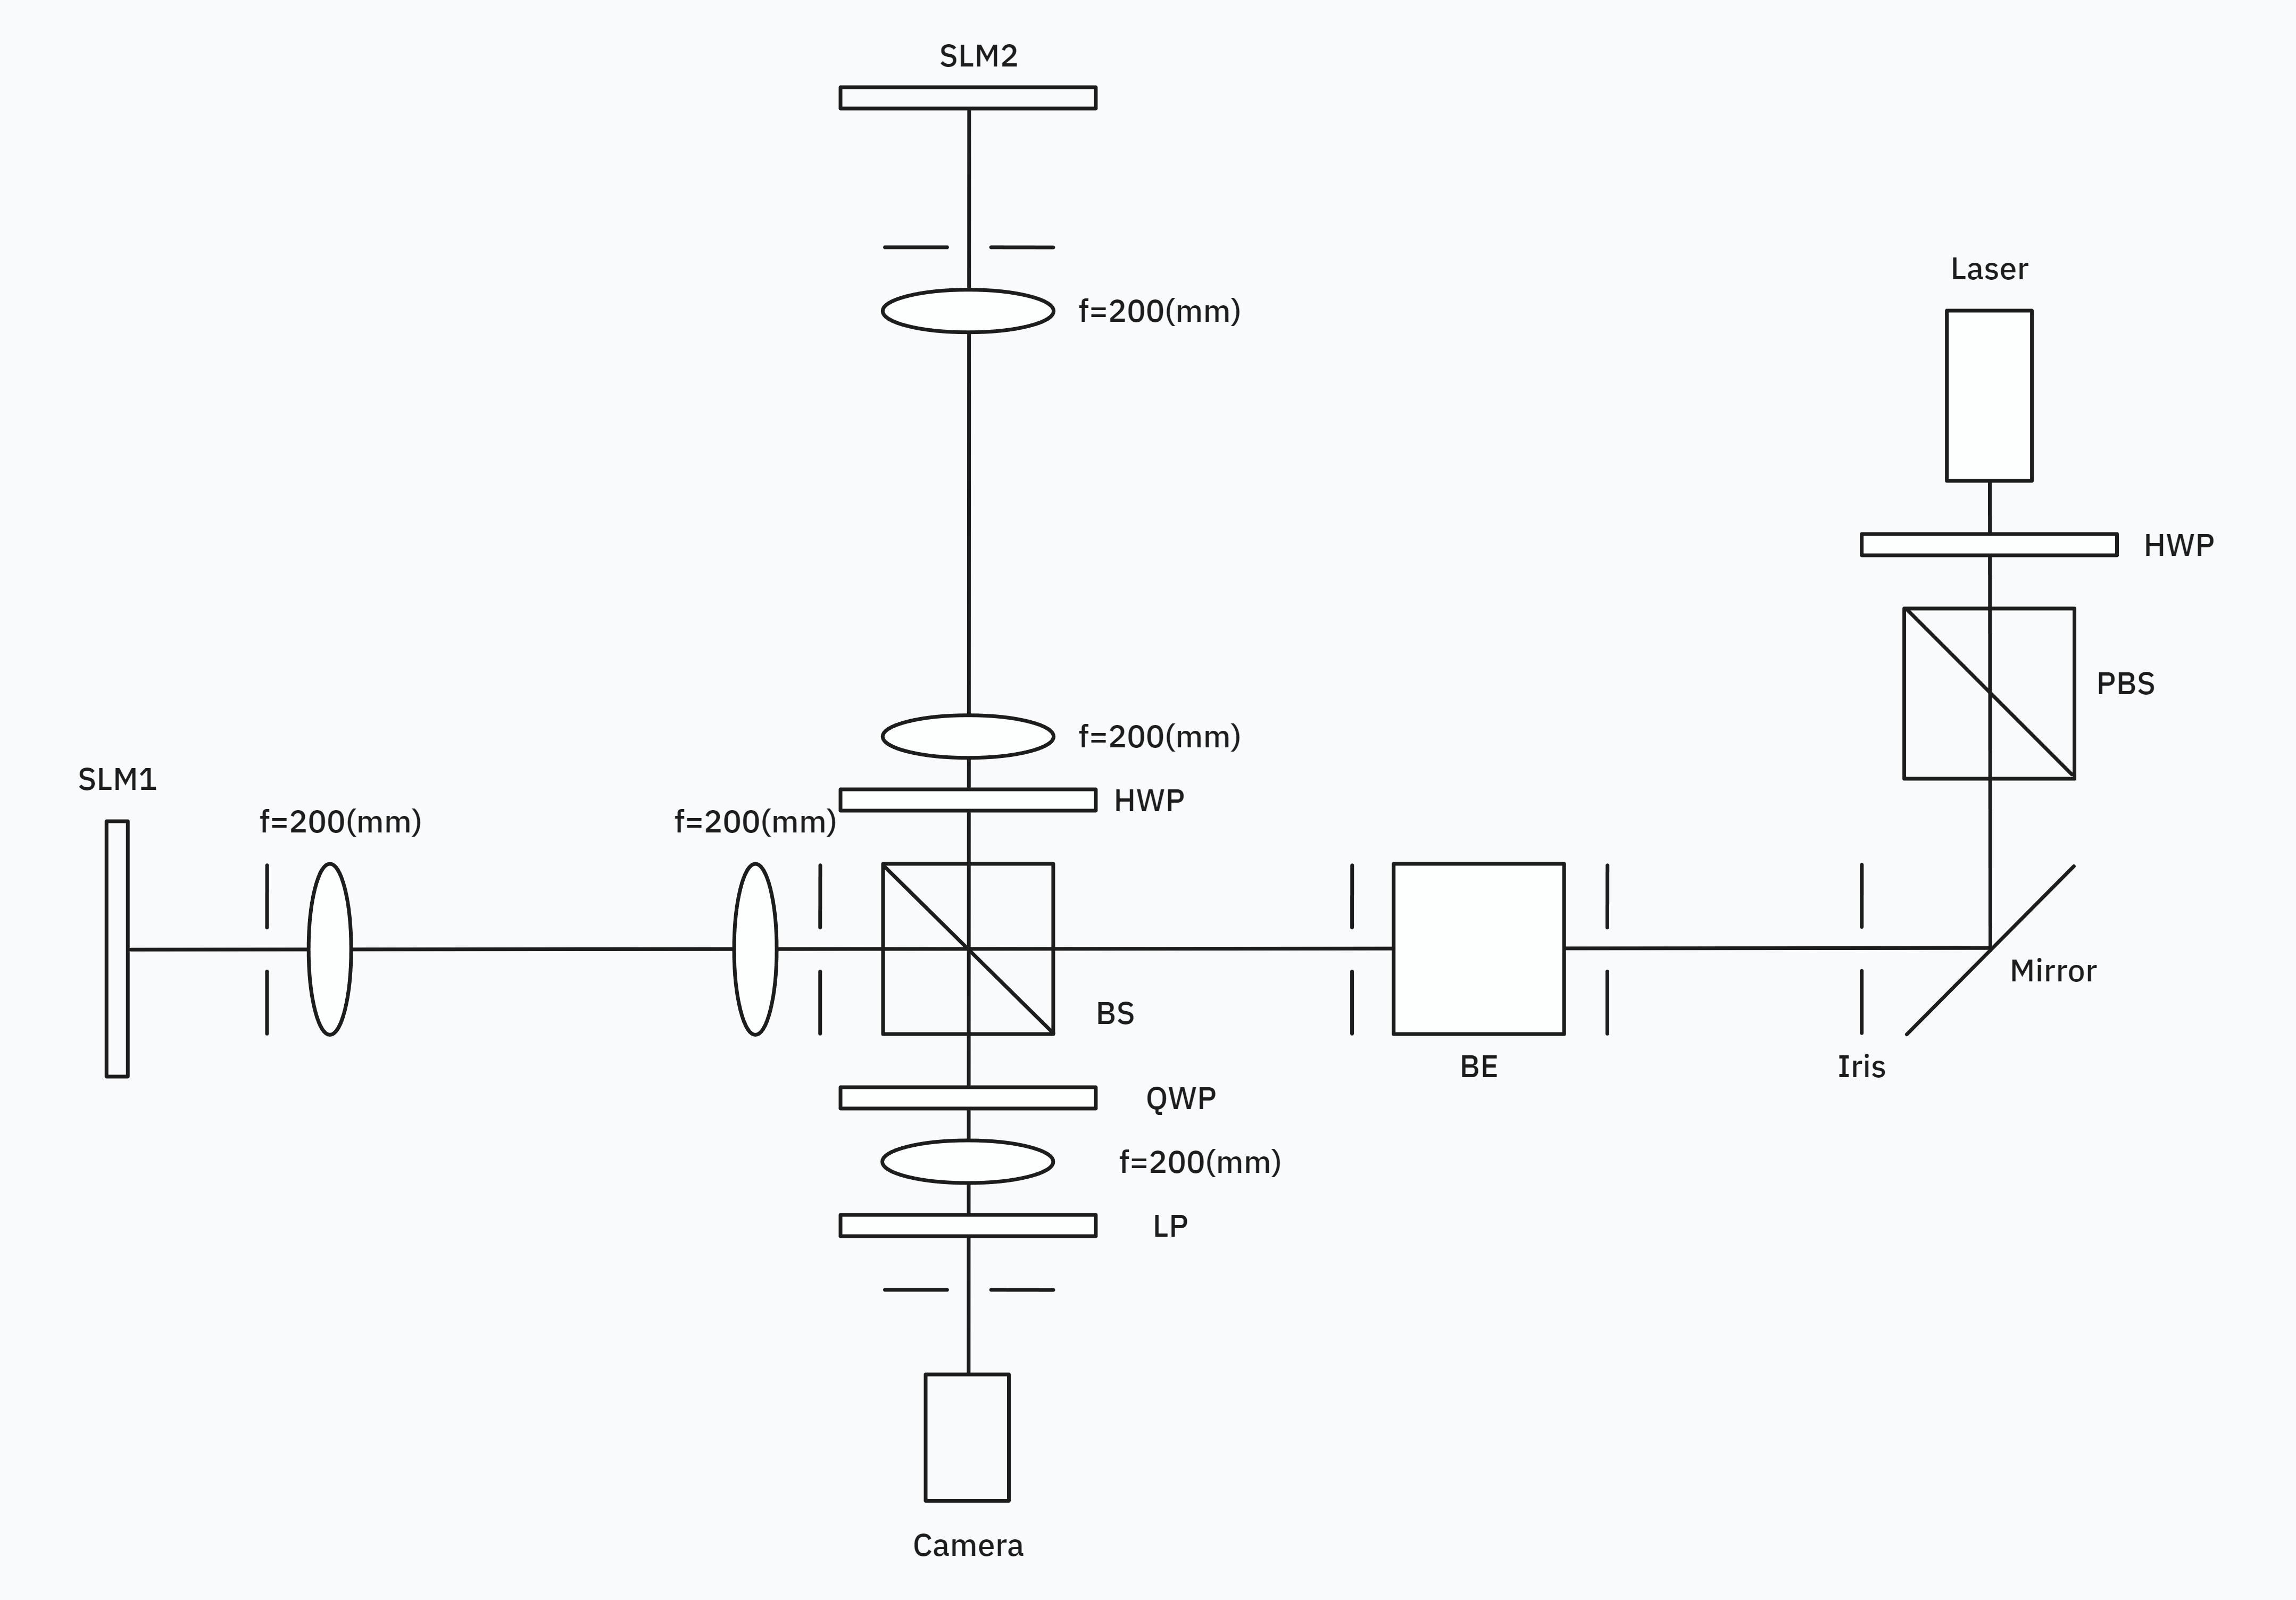 SLM2
Laser
f=200(mm)
HWP
PBS
f=200(mm)
SLM1
HWP
f=200(mm)
f=200(mm)
Mirror
BS
BE
Iris
QWP
f=200(mm)
LP
Camera